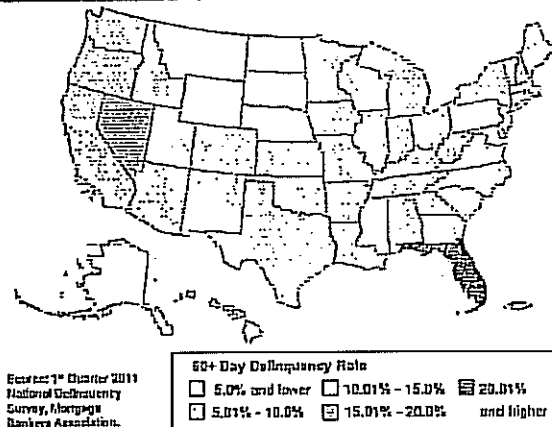 Source: 1st Quarter 2011
National Delinquency
Survey, Mortgage
Bankers Association.
60+ Day Delinquency Rate
5.0% and lower 10.01% - 15.0% 20.01%
5.01% - 10.0% 15.01% - 20.0% and higher